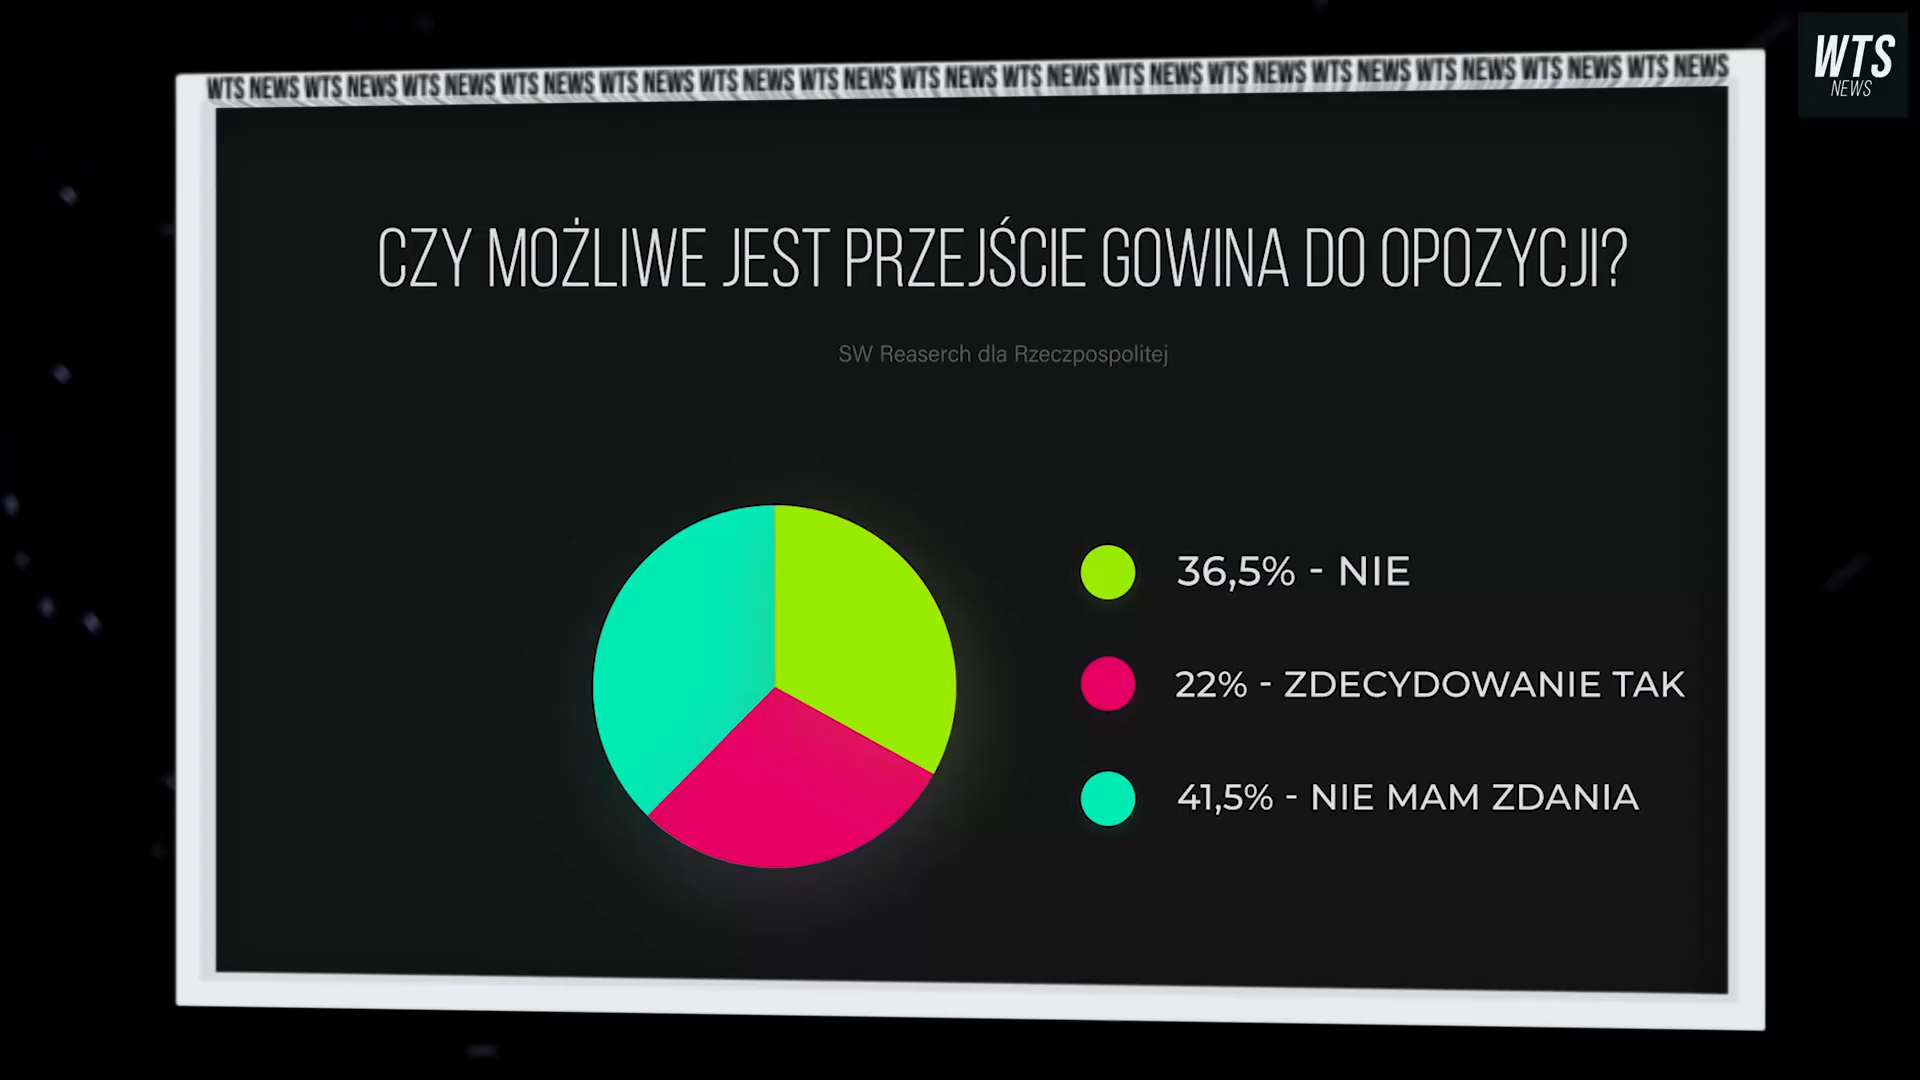 WTS NEWS WTS NEWS WTS NEWS WTS NEWS WTS NEWS WTS NEWS WTS NEWS WTS NEWS WTS NEWS WTS NEWS WTS NEWS WTS NEWS WTS NEWS WTS NEWS WTS NEWS
WTS
NEWS
CZY MOŻLIWE JEST PRZEJŚCIE GOWINA DO OPOZYCJI?
SW Reaserch dla Rzeczpospolitej
36,5% - NIE
22% - ZDECYDOWANIE TAK
41,5% - NIE MAM ZDANIA